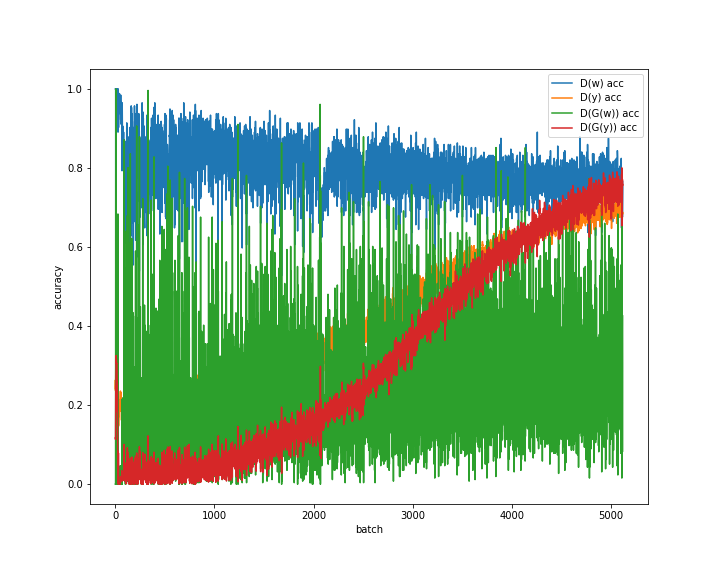 D(w) acc
D(y) acc
D(G(w)) acc
D(G(y)) acc
1.0
0.8
0.6
0.4
0.2
0.0
accuracy
0 1000 2000 3000 4000 5000
batch